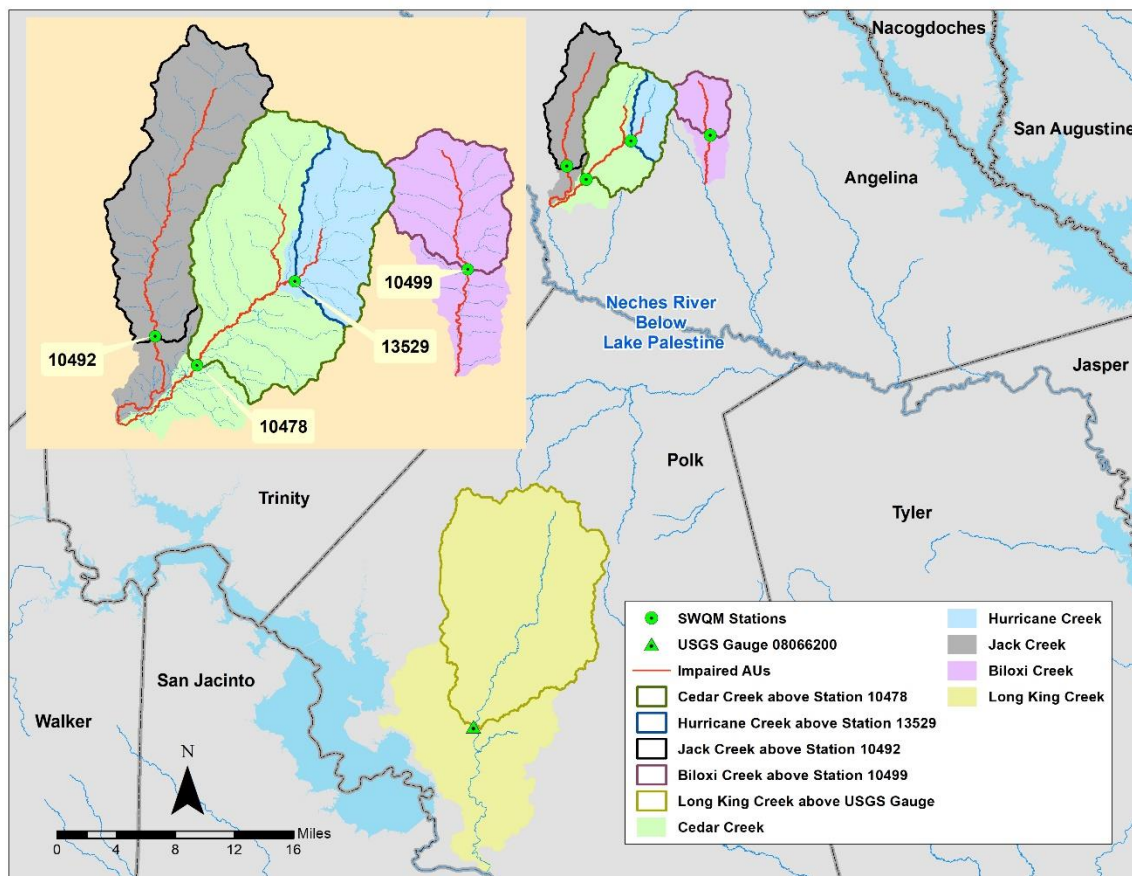 Nacogdoches
San Augustine
Angelina
10499
13529
10492
10478
Neches River
Below
Lake Palestine
Jasper
Polk
Trinity
Tyler
San Jacinto
Walker
N
Miles
0 4 8 12 16
SWQM Stations
USGS Gauge 08066200
Impaired AUs
Cedar Creek above Station 10478
Hurricane Creek above Station 13529
Jack Creek above Station 10492
Biloxi Creek above Station 10499
Long King Creek above USGS Gauge
Cedar Creek
Hurricane Creek
Jack Creek
Biloxi Creek
Long King Creek